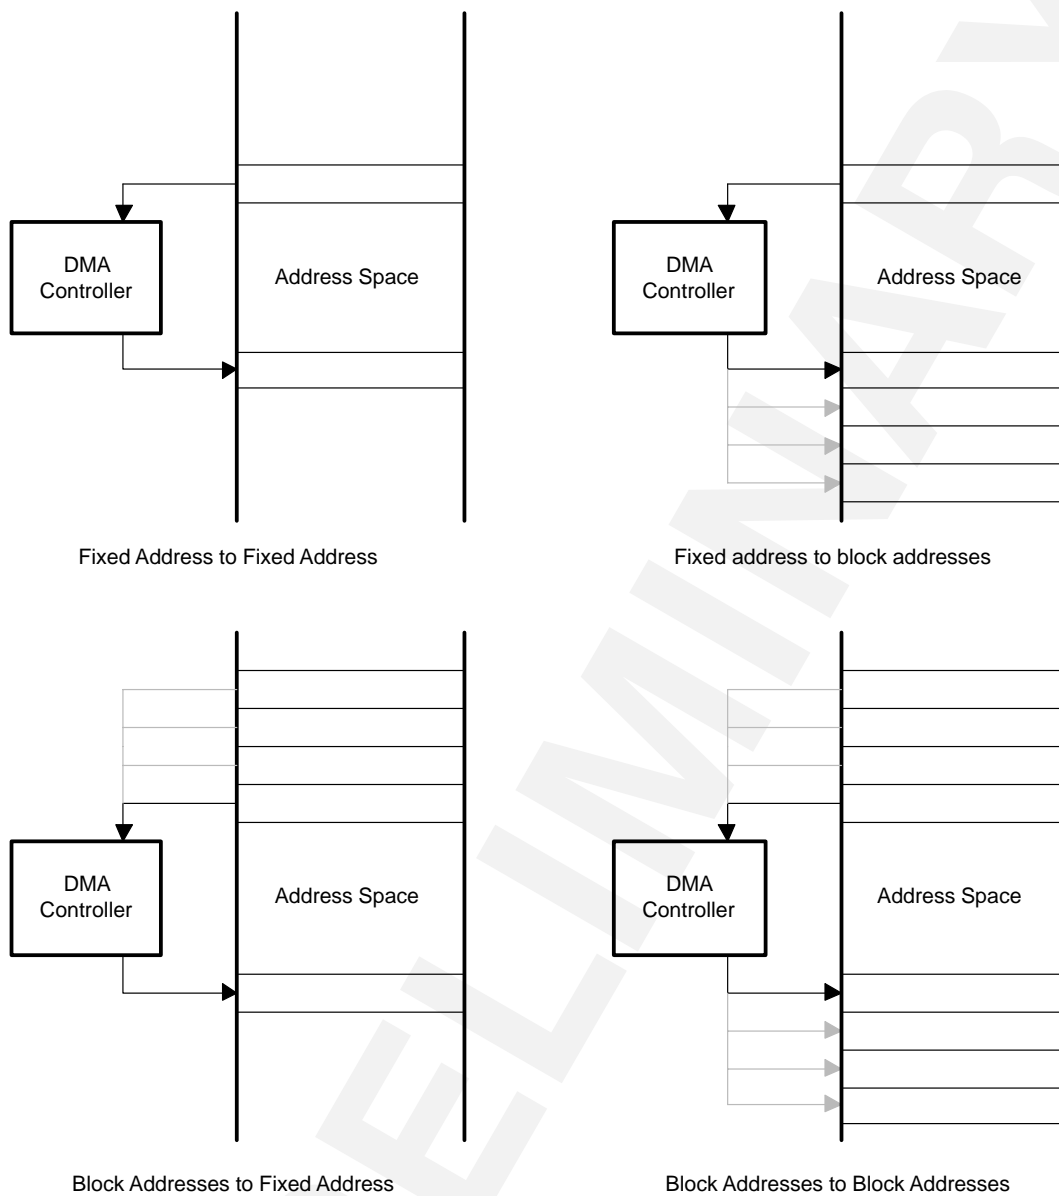 DMA
Controller
Address Space
Fixed Address to Fixed Address
DMA
Controller
Address Space
Fixed address to block addresses
DMA
Controller
Address Space
Block Addresses to Fixed Address
DMA
Controller
Address Space
Block Addresses to Block Addresses
ELIMINARY